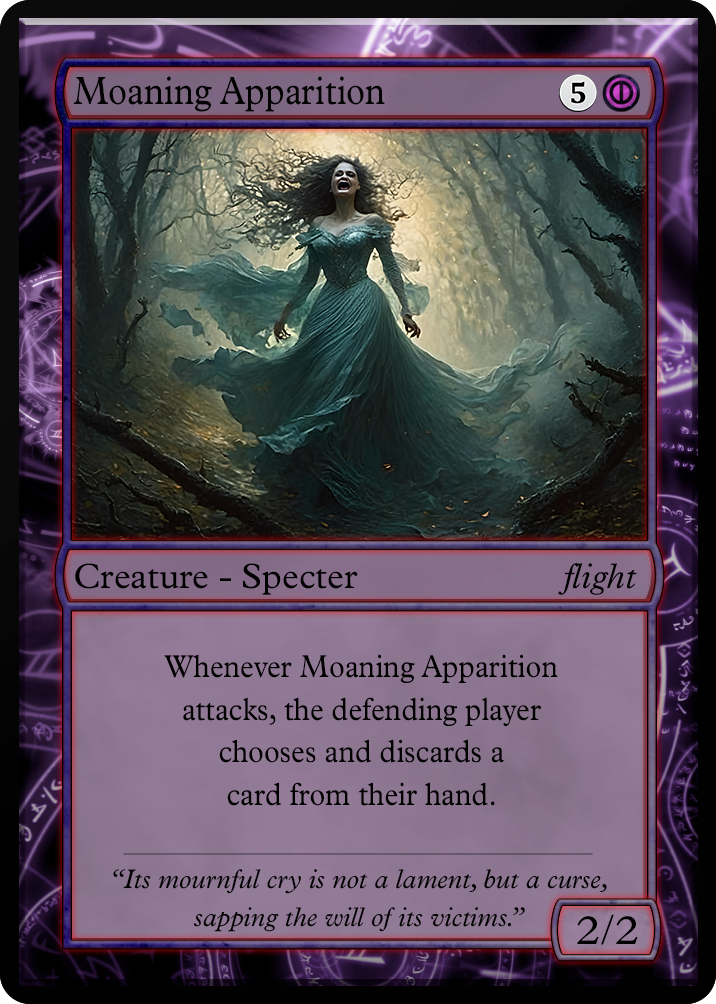 Moaning Apparition 5
Creature - Specter flight
Whenever Moaning Apparition
attacks, the defending player
chooses and discards a
card from their hand.
“Its mournful cry is not a lament, but a curse,
sapping the will of its victims.”
2/2